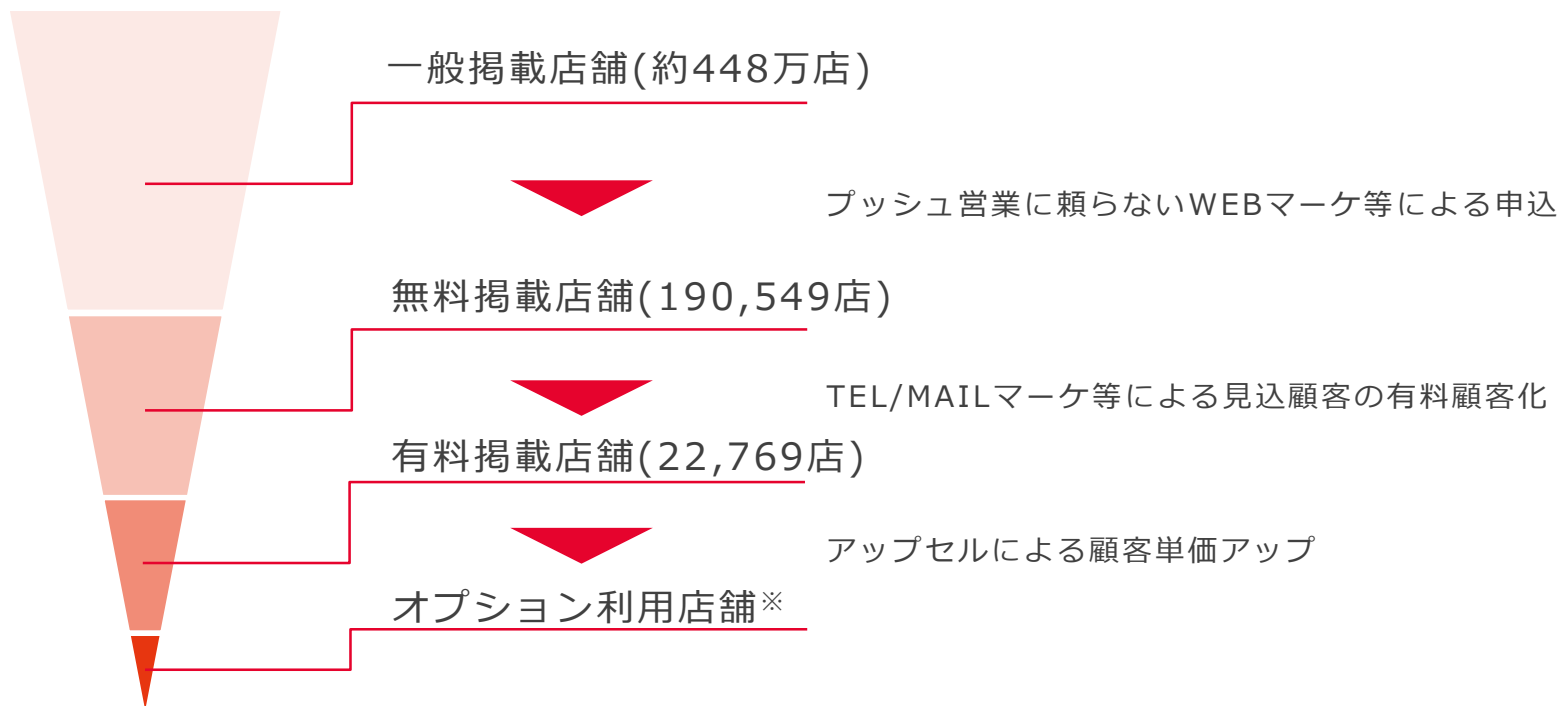 一般掲載店舗(約448万店)
プッシュ営業に頼らないWEBマーケ等による申込
無料掲載店舗(190,549店)
TEL/MAILマーケ等による見込顧客の有料顧客化
有料掲載店舗(22,769店)
アップセルによる顧客単価アップ
オプション利用店舗※